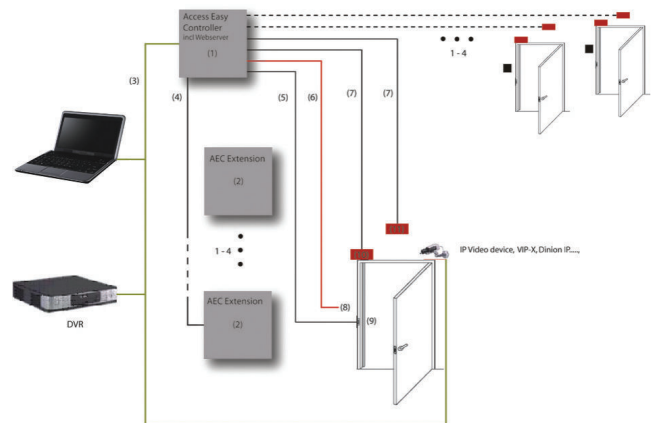 Access Easy
Controller
incl Webserver
(1)
1 - 4
(3)
(4)
(5)
(6)
(7)
(7)
AEC Extension
(2)
1 - 4
IP Video device, VIP-X, Dinion IP....,
AEC Extension
(2)
(8)
(9)
DVR